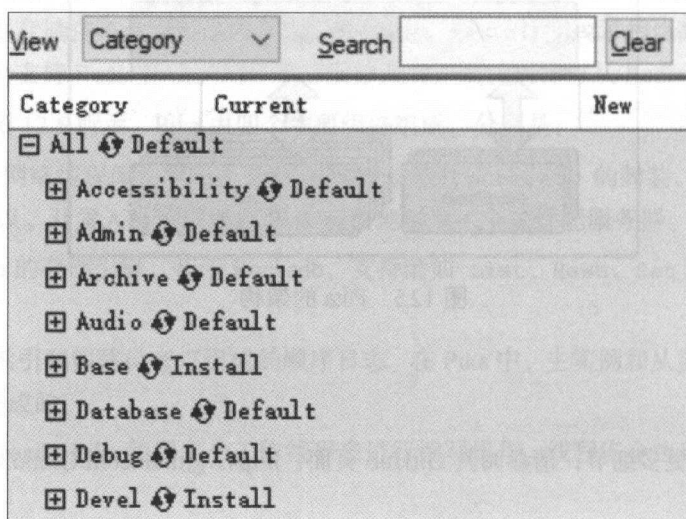 View Category Search Clear
Category Current New
All Default
Accessibility Default
Admin Default
Archive Default
Audio Default
Base Install
Database Default
Debug Default
Devel Install